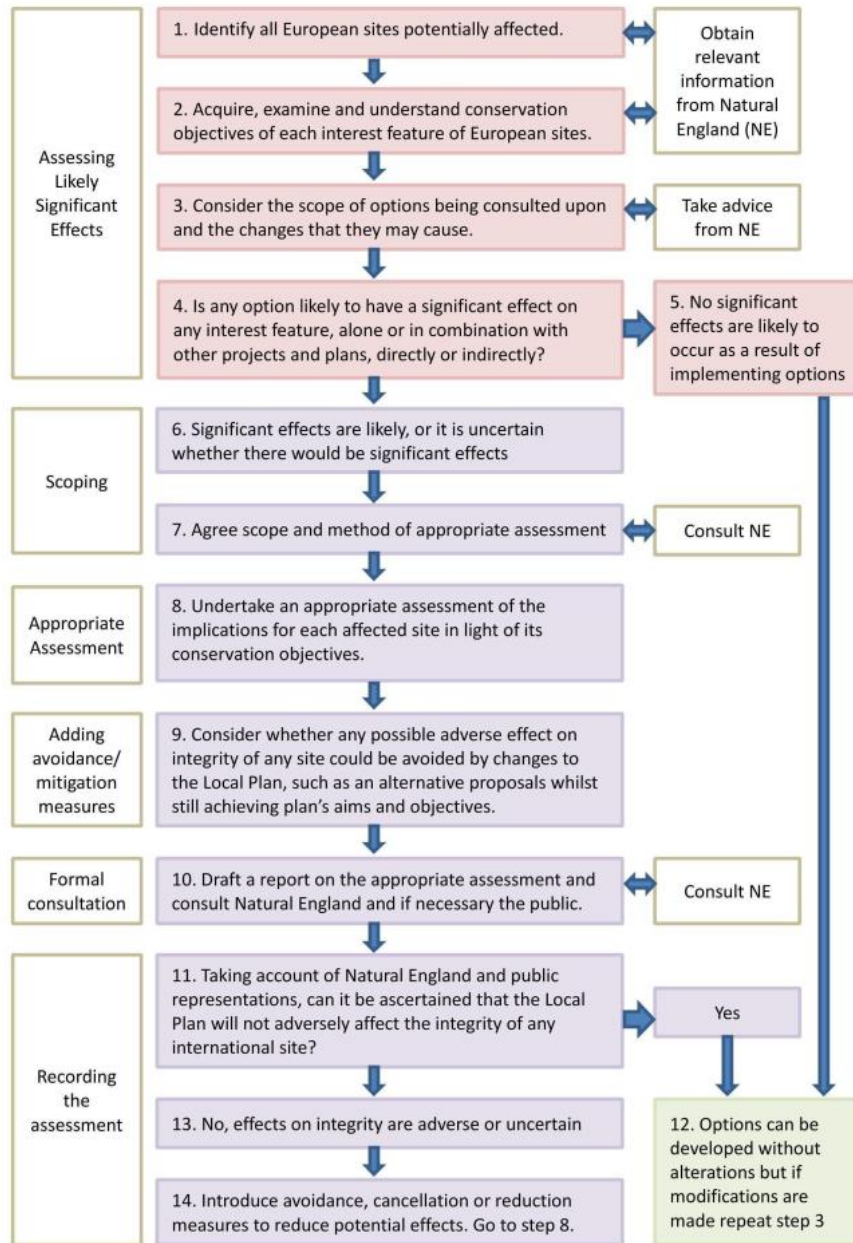 1. Identify all European sites potentially affected.
Obtain
relevant
information
from Natural
England (NE)
2. Acquire, examine and understand conservation
objectives of each interest feature of European sites.
Assessing
Likely
Significant
Effects
3. Consider the scope of options being consulted upon
and the changes that they may cause.
Take advice
from NE
4. Is any option likely to have a significant effect on
any interest feature, alone or in combination with
other projects and plans, directly or indirectly?
5. No significant
effects are likely to
occur as a result of
implementing options
Scoping
6. Significant effects are likely, or it is uncertain
whether there would be significant effects
7. Agree scope and method of appropriate assessment
Consult NE
Appropriate
Assessment
8. Undertake an appropriate assessment of the
implications for each affected site in light of its
conservation objectives.
Adding
avoidance/
mitigation
measures
9. Consider whether any possible adverse effect on
integrity of any site could be avoided by changes to
the Local Plan, such as an alternative proposals whilst
still achieving plan’s aims and objectives.
Formal
consultation
10. Draft a report on the appropriate assessment and
consult Natural England and if necessary the public.
Consult NE
Recording
the
assessment
11. Taking account of Natural England and public
representations, can it be ascertained that the Local
Plan will not adversely affect the integrity of any
international site?
Yes
13. No, effects on integrity are adverse or uncertain
12. Options can be
developed without
alterations but if
modifications are
made repeat step 3
14. Introduce avoidance, cancellation or reduction
measures to reduce potential effects. Go to step 8.